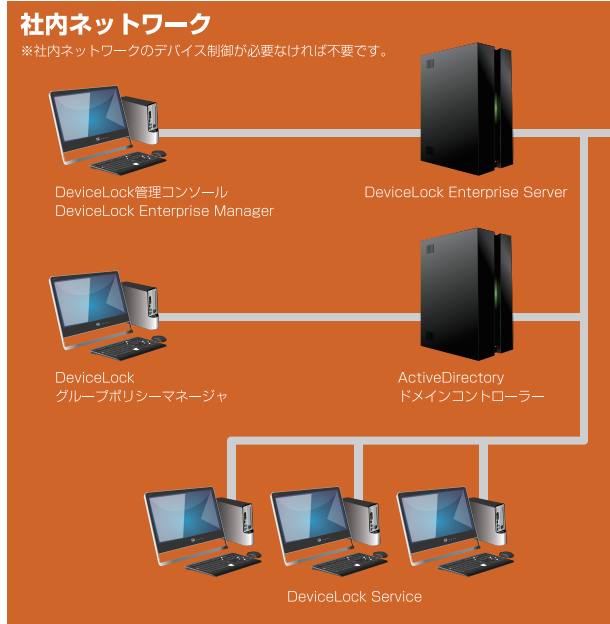 社内ネットワーク
※社内ネットワークのデバイス制御が必要なければ不要です。
DeviceLock管理コンソール
DeviceLock Enterprise Manager
DeviceLock Enterprise Server
DeviceLock
グループポリシーマネージャ
ActiveDirectory
ドメインコントローラー
DeviceLock Service